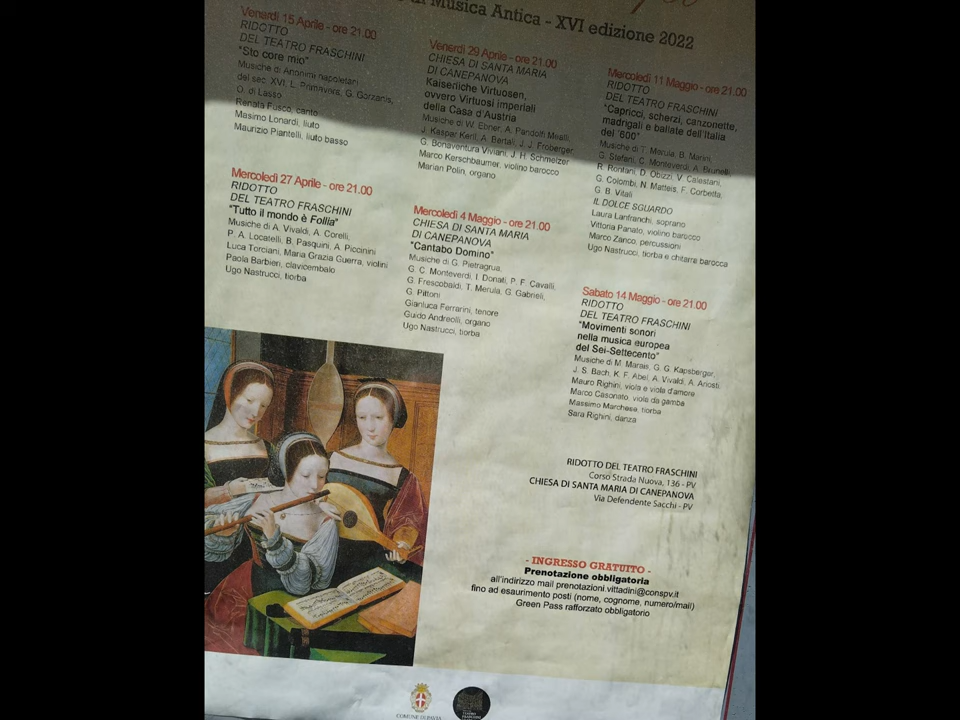 di Musica Antica - XVI edizione 2022
Venerdì 15 Aprile - ore 21.00
RIDOTTO
DEL TEATRO FRASCHINI
"Sto core mio"
Musiche di Anonimi napoletani
del sec. XVI, L. Primavera, G. Gorzanis,
O. di Lasso
Renata Fusco, canto
Massimo Lonardi, liuto
Maurizio Piantelli, liuto basso
Mercoledì 27 Aprile - ore 21.00
RIDOTTO
DEL TEATRO FRASCHINI
"Tutto il mondo è Follia"
Musiche di A. Vivaldi, A. Corelli,
P. A. Locatelli, B. Pasquini, A. Piccinini
Luca Torciani, Maria Grazia Guerra, violini
Paola Barbieri, clavicembalo
Ugo Nastrucci, tiorba
Venerdì 29 Aprile - ore 21.00
CHIESA DI SANTA MARIA
DI CANEPANOVA
Kaiserliche Virtuosen,
ovvero Virtuosi imperiali
della Casa d'Austria
Musiche di W. Ebner, A. Pandolfi Mealli,
J. Kaspar Kerll, A. Bertali, J. J. Froberger,
G. Bonaventura Viviani, J. H. Schmelzer
Marco Kerschbaumer, violino barocco
Marian Polin, organo
Mercoledì 4 Maggio - ore 21.00
CHIESA DI SANTA MARIA
DI CANEPANOVA
"Cantabo Domino"
Musiche di G. Pietragrua,
G. C. Monteverdi, I. Donati, P. F. Cavalli,
G. Frescobaldi, T. Merula, G. Gabrieli,
G. Pittoni
Gianluca Ferrarini, tenore
Guido Andreolli, organo
Ugo Nastrucci, tiorba
Mercoledì 11 Maggio - ore 21.00
RIDOTTO
DEL TEATRO FRASCHINI
"Capricci, scherzi, canzonette,
madrigali e ballate dell'Italia
del '600"
Musiche di T. Marula, B. Marini,
G. Stefani, C. Monteverdi, A. Brunelli,
R. Rontani, D. Obizzi, V. Calestani,
G. Colombi, N. Matteis, F. Corbetta,
G. B. Vitali
IL DOLCE SGUARDO
Laura Lanfranchi, soprano
Vittoria Panato, violino barocco
Marco Zanco, percussioni
Ugo Nastrucci, tiorba e chitarra barocca
Sabato 14 Maggio - ore 21.00
RIDOTTO
DEL TEATRO FRASCHINI
"Movimenti sonori
nella musica europea
del Sei-Settecento"
Musiche di M. Marais, G. G. Kapsberger,
J. S. Bach, K. F. Abel, A. Vivaldi, A. Ariosti
Mauro Righini, viola e viola d'amore
Marco Casonato, viola da gamba
Massimo Marchese, tiorba
Sara Righini, danza
RIDOTTO DEL TEATRO FRASCHINI
Corso Strada Nuova, 136 - PV
CHIESA DI SANTA MARIA DI CANEPANOVA
Via Defendente Sacchi - PV
- INGRESSO GRATUITO -
Prenotazione obbligatoria
all'indirizzo mail prenotazioni.vittadini@conspv.it
fino ad esaurimento posti (nome, cognome, numero/mail)
Green Pass rafforzato obbligatorio
COMUNE DI PAVIA
TEATRO FRASCHINI